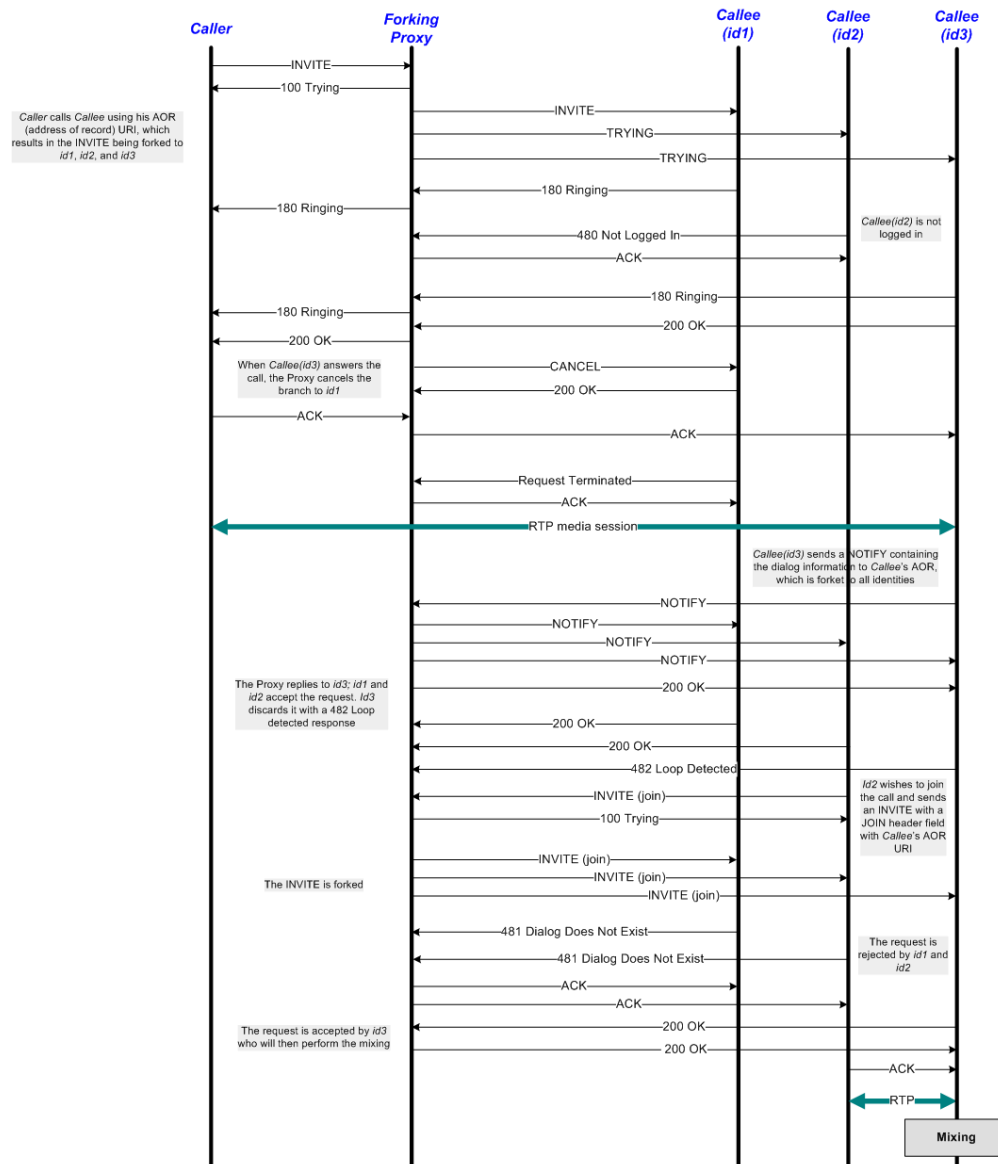 Caller
Forking
Proxy
Callee
(id1)
Callee
(id2)
Callee
(id3)
INVITE
100 Trying
Caller calls Callee using his AOR
(address of record) URI, which
results in the INVITE being forked to
id1, id2, and id3
INVITE
TRYING
TRYING
180 Ringing
180 Ringing
Callee(id2) is not
logged in
480 Not Logged In
ACK
180 Ringing
180 Ringing
200 OK
200 OK
When Callee(id3) answers the
call, the Proxy cancels the
branch to id1
CANCEL
200 OK
ACK
ACK
Request Terminated
ACK
RTP media session
Callee(id3) sends a NOTIFY containing
the dialog information to Callee's AOR,
which is forket to all identities
NOTIFY
NOTIFY
NOTIFY
NOTIFY
The Proxy replies to id3; id1 and
id2 accept the request. Id3
discards it with a 482 Loop
detected response
200 OK
200 OK
200 OK
482 Loop Detected
INVITE (join)
100 Trying
Id2 wishes to join
the call and sends
an INVITE with a
JOIN header field
with Callee's AOR
URI
INVITE (join)
The INVITE is forked
INVITE (join)
INVITE (join)
481 Dialog Does Not Exist
481 Dialog Does Not Exist
The request is
rejected by id1 and
id2
ACK
ACK
The request is accepted by id3
who will then perform the mixing
200 OK
200 OK
ACK
RTP
Mixing